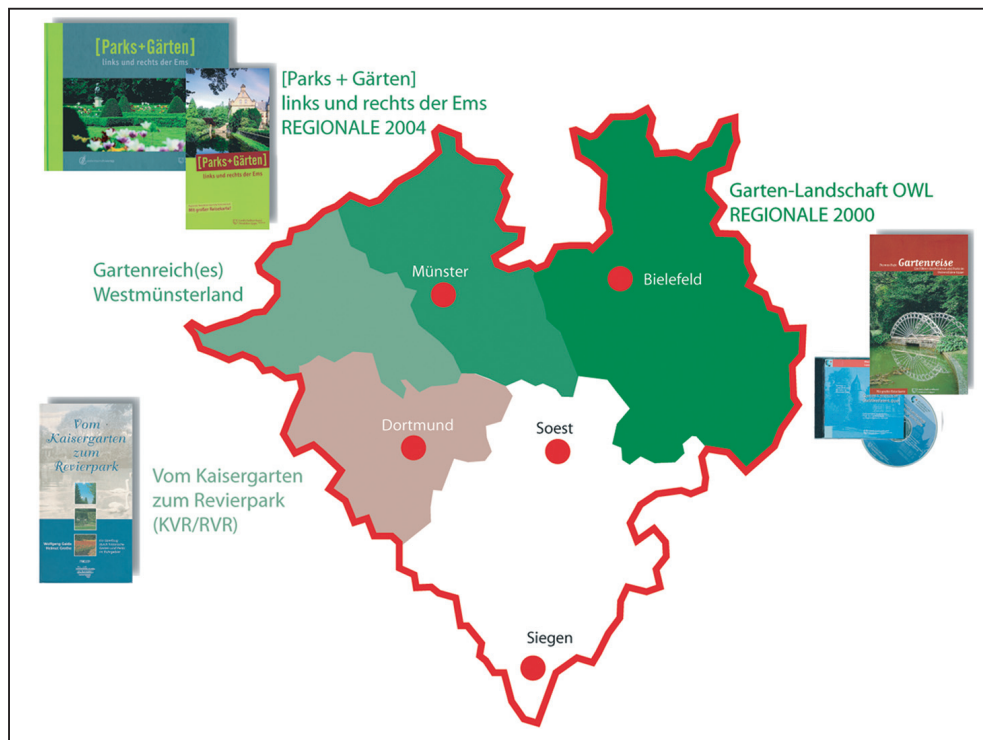 [Parks+Gärten]
links und rechts der Ems
[Parks+Gärten]
links und rechts der Ems
[Parks + Gärten]
links und rechts der Ems
REGIONALE 2004
Garten-Landschaft OWL
REGIONALE 2000
Gartenreise
Gartenreich(es)
Westmünsterland
Münster
Bielefeld
Vom
Kaisergarten
zum
Revierpark
Dortmund
Soest
Vom Kaisergarten
zum Revierpark
(KVR/RVR)
Siegen